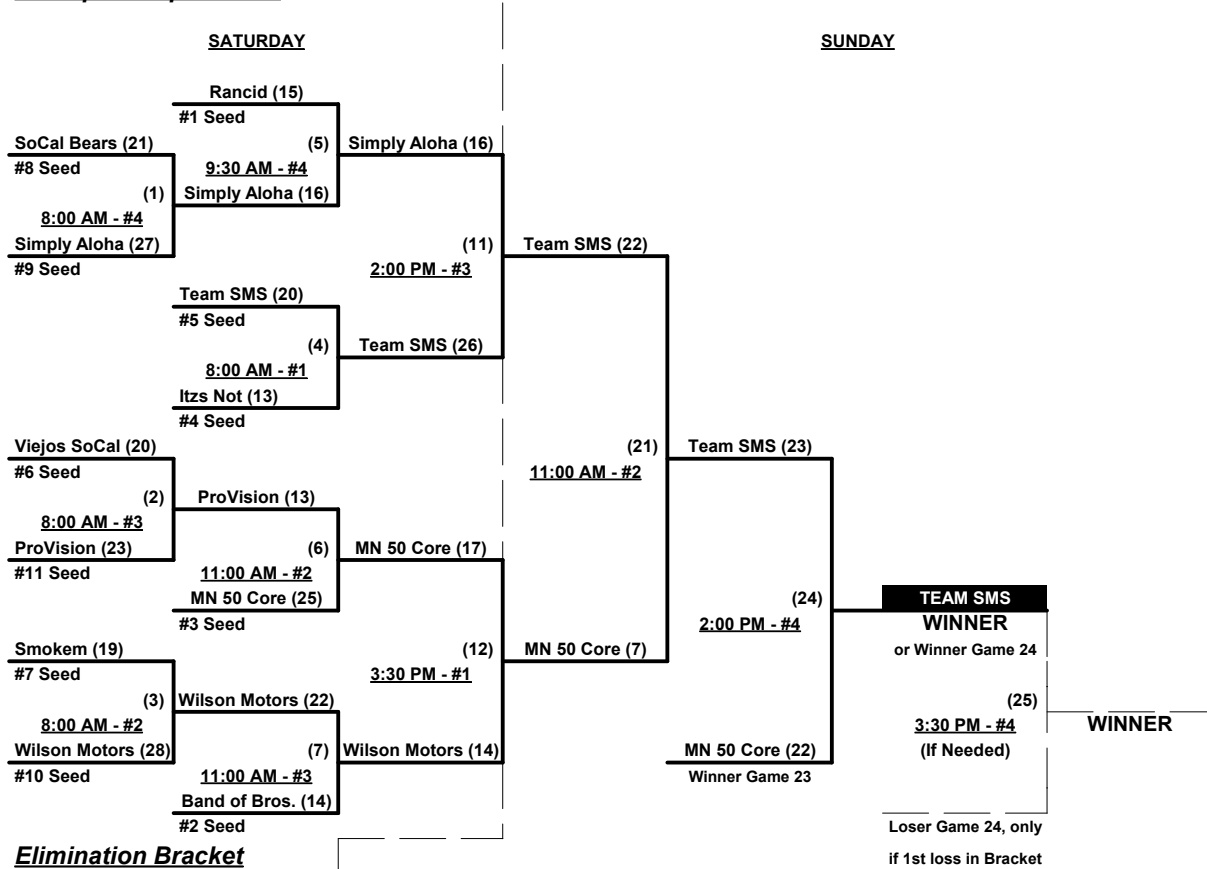 SATURDAY
SUNDAY
Rancid (15)
#1 Seed
SoCal Bears (21)
(5)
Simply Aloha (16)
#8 Seed
9:30 AM - #4
(1)
Simply Aloha (16)
8:00 AM - #4
Simply Aloha (27)
(11)
Team SMS (22)
#9 Seed
2:00 PM - #3
Team SMS (20)
#5 Seed
(4)
Team SMS (26)
8:00 AM - #1
Itzs Not (13)
#4 Seed
Viejos SoCal (20)
(21)
Team SMS (23)
#6 Seed
11:00 AM - #2
(2)
ProVision (13)
8:00 AM - #3
ProVision (23)
(6)
MN 50 Core (17)
#11 Seed
11:00 AM - #2
MN 50 Core (25)
(24)
TEAM SMS
#3 Seed
2:00 PM - #4
WINNER
Smokem (19)
(12)
MN 50 Core (7)
or Winner Game 24
#7 Seed
3:30 PM - #1
(3)
Wilson Motors (22)
(25)
8:00 AM - #2
3:30 PM - #4
WINNER
Wilson Motors (28)
(7)
Wilson Motors (14)
MN 50 Core (22)
(If Needed)
#10 Seed
11:00 AM - #3
Winner Game 23
Band of Bros. (14)
#2 Seed
Loser Game 24, only
Elimination Bracket
if 1st loss in Bracket